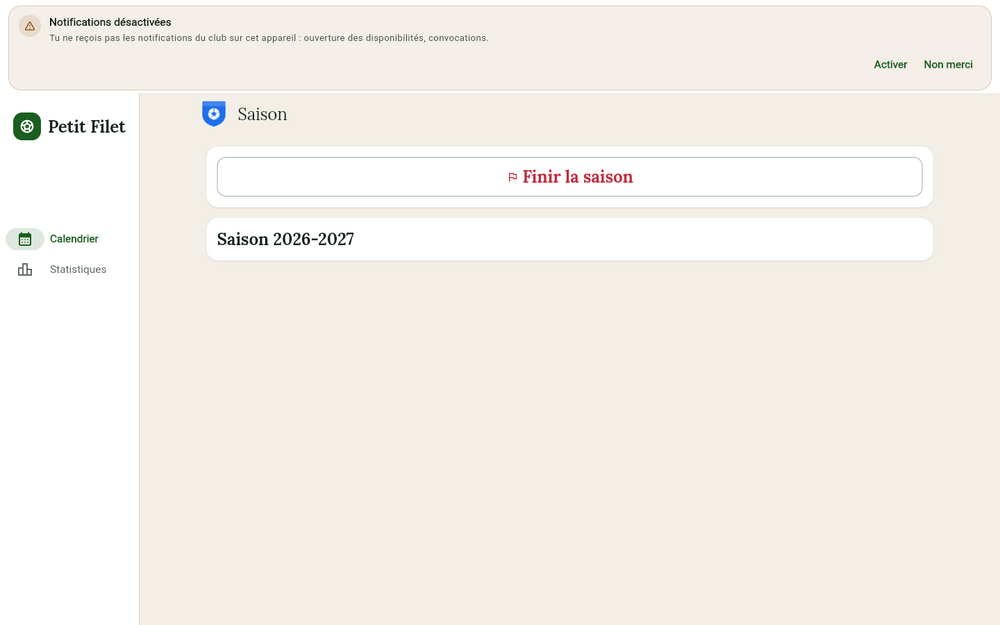 Notifications désactivées
Tu ne reçois pas les notifications du club sur cet appareil : ouverture des disponibilités, convocations.
Activer
Non merci
Petit Filet
Saison
Finir la saison
Saison 2026-2027
Calendrier
Statistiques